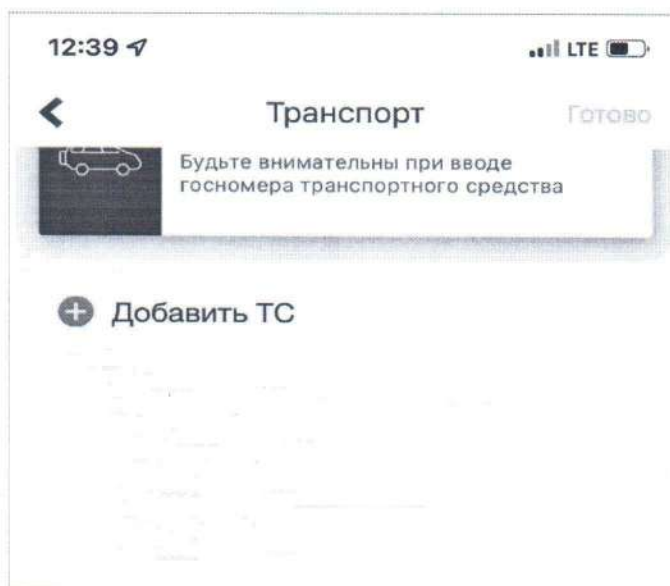 12:39 LTE
Транспорт Готово
Будьте внимательны при вводе
госномера транспортного средства
Добавить ТС